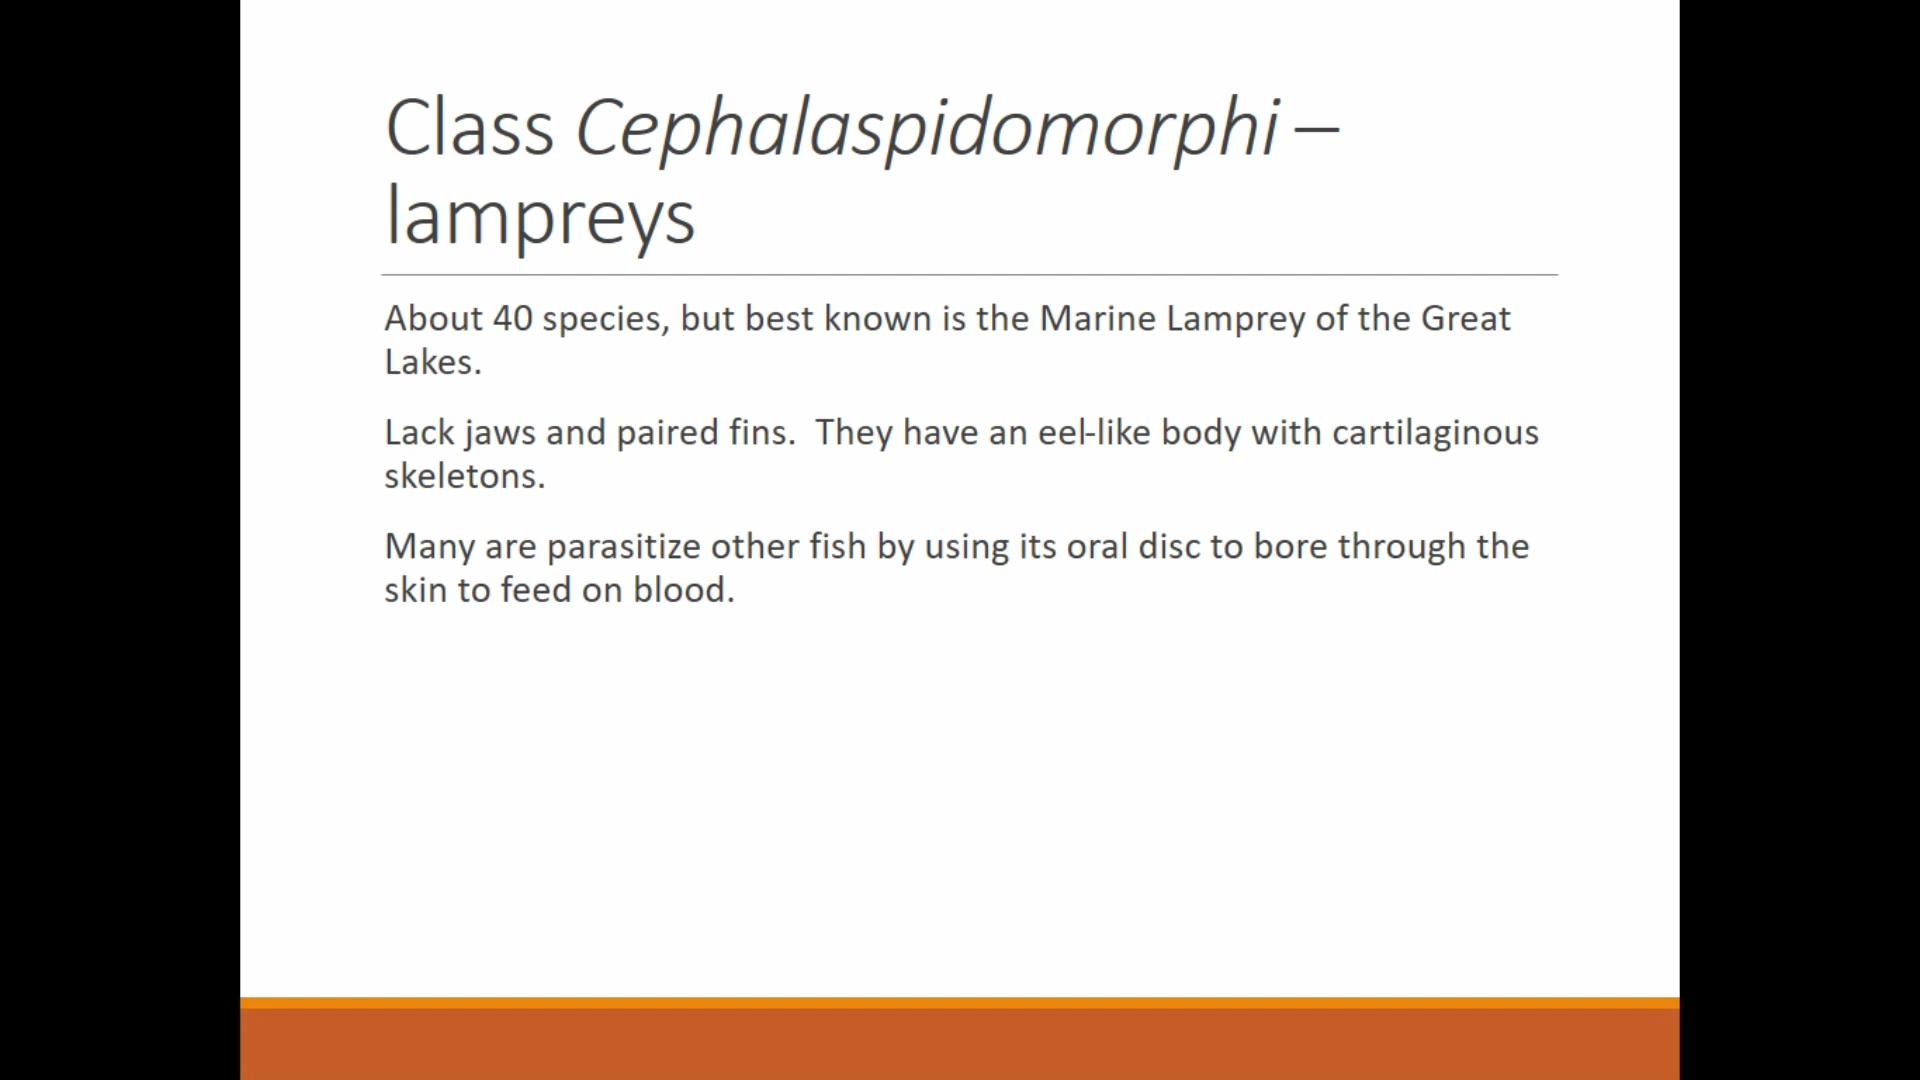 Class Cephalaspidomorphi –
lampreys
About 40 species, but best known is the Marine Lamprey of the Great
Lakes.
Lack jaws and paired fins.  They have an eel-like body with cartilaginous
skeletons.
Many are parasitize other fish by using its oral disc to bore through the
skin to feed on blood.